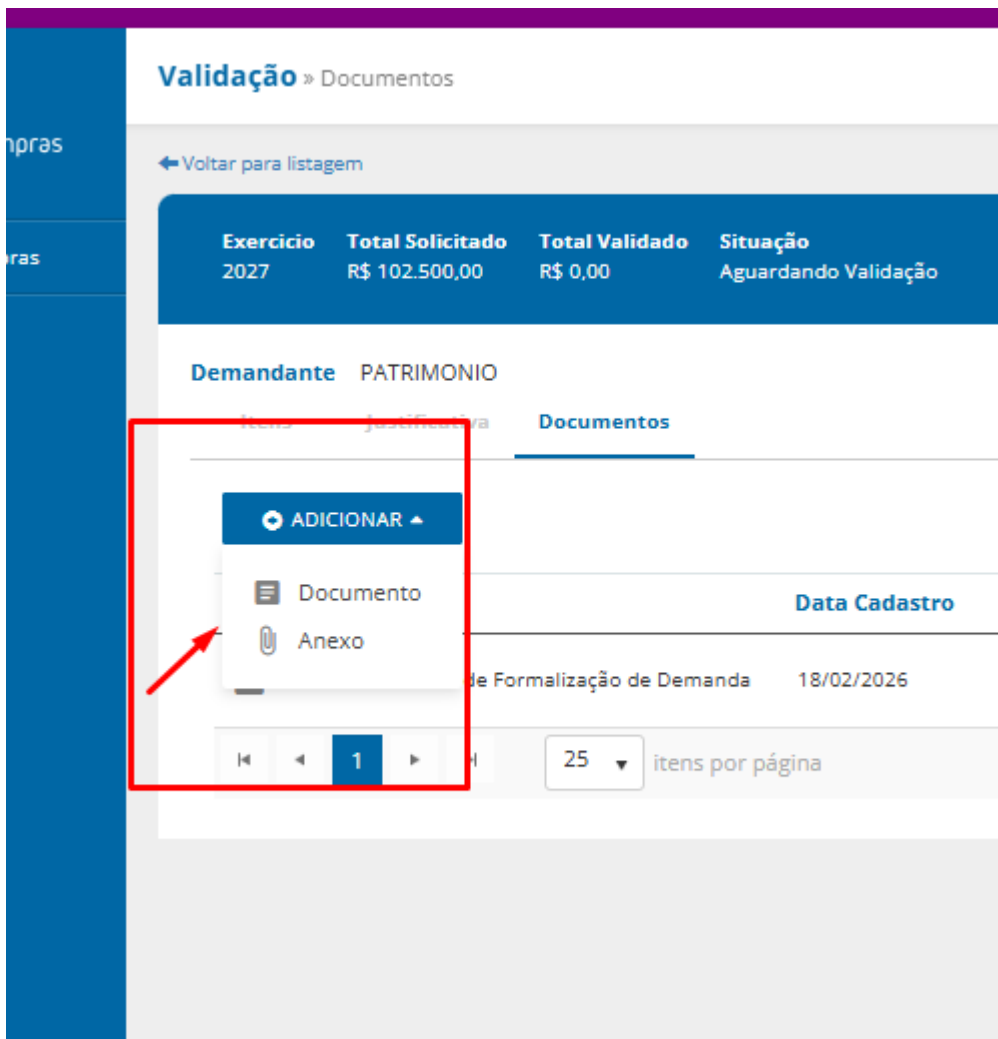 Validação » Documentos
mpras
Voltar para listagem
Exercicio Total Solicitado Total Validado Situação
2027 R$ 102.500,00 R$ 0,00 Aguardando Validação
Demandante PATRIMONIO
Itens Justificativa Documentos
ADICIONAR
Documento
Data Cadastro
Anexo
de Formalização de Demanda 18/02/2026
1 25 itens por página